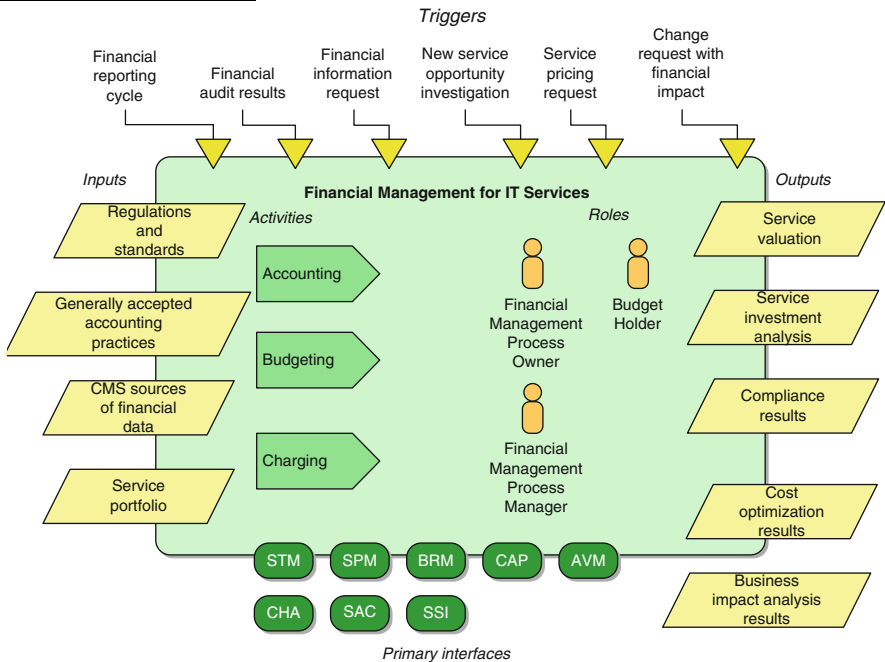 Triggers
Financial
reporting
cycle
Financial
audit results
Financial
information
request
New service
opportunity
investigation
Service
pricing
request
Change
request with
financial
impact
Inputs
Financial Management for IT Services
Outputs
Regulations
and
standards
Generally accepted
accounting
practices
CMS sources
of financial
data
Service
portfolio
Activities
Accounting
Budgeting
Charging
Roles
Financial
Management
Process
Owner
Budget
Holder
Financial
Management
Process
Manager
Service
valuation
Service
investment
analysis
Compliance
results
Cost
optimization
results
Business
impact analysis
results
STM SPM BRM CAP AVM
CHA SAC SSI
Primary interfaces